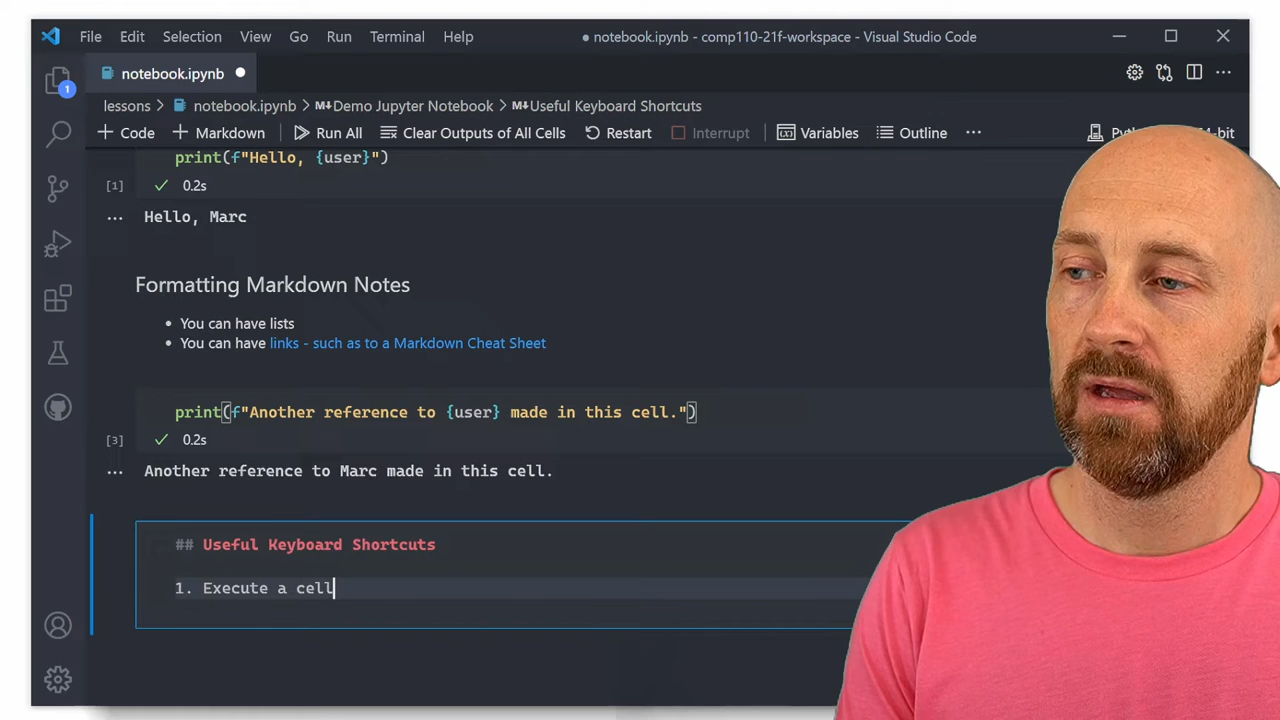 File Edit Selection View Go Run Terminal Help ● notebook.ipynb - comp110-21f-workspace - Visual Studio Code
1
notebook.ipynb
lessons > notebook.ipynb > M↓Demo Jupyter Notebook > M↓Useful Keyboard Shortcuts
+ Code + Markdown Run All Clear Outputs of All Cells Restart Interrupt Variables Outline ...
print(f"Hello, {user}")
[1] ✓ 0.2s
... Hello, Marc
Formatting Markdown Notes
• You can have lists
• You can have links - such as to a Markdown Cheat Sheet
print(f"Another reference to {user} made in this cell.")
[3] ✓ 0.2s
... Another reference to Marc made in this cell.
## Useful Keyboard Shortcuts
1. Execute a cell